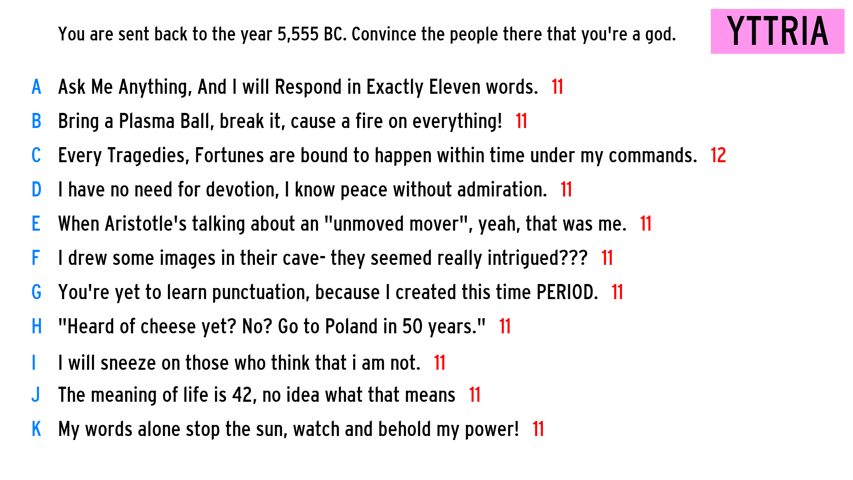 You are sent back to the year 5,555 BC. Convince the people there that you're a god.
YTTRIA
A Ask Me Anything, And I will Respond in Exactly Eleven words. 11
B Bring a Plasma Ball, break it, cause a fire on everything! 11
C Every Tragedies, Fortunes are bound to happen within time under my commands. 12
D I have no need for devotion, I know peace without admiration. 11
E When Aristotle's talking about an "unmoved mover", yeah, that was me. 11
F I drew some images in their cave- they seemed really intrigued??? 11
G You're yet to learn punctuation, because I created this time PERIOD. 11
H "Heard of cheese yet? No? Go to Poland in 50 years." 11
I I will sneeze on those who think that i am not. 11
J The meaning of life is 42, no idea what that means 11
K My words alone stop the sun, watch and behold my power! 11